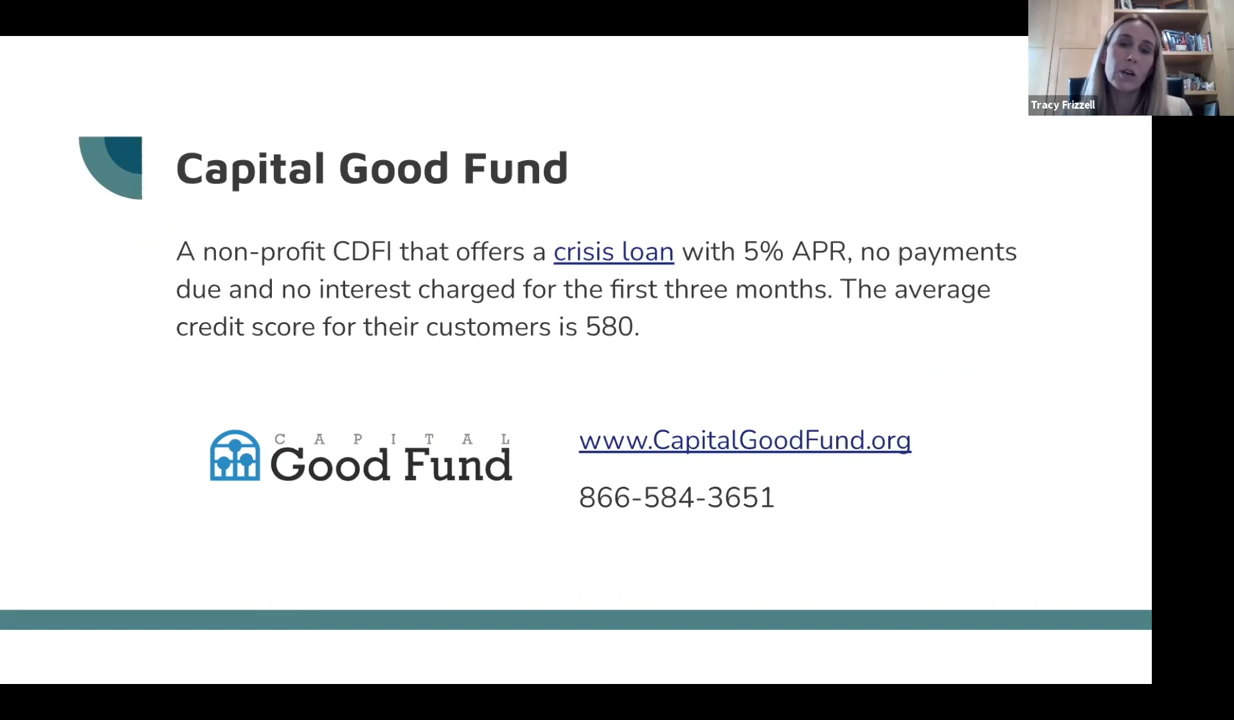 Tracy Frizzell
Capital Good Fund
A non-profit CDFI that offers a crisis loan with 5% APR, no payments
due and no interest charged for the first three months. The average
credit score for their customers is 580.
CAPITAL
Good Fund
www.CapitalGoodFund.org
866-584-3651